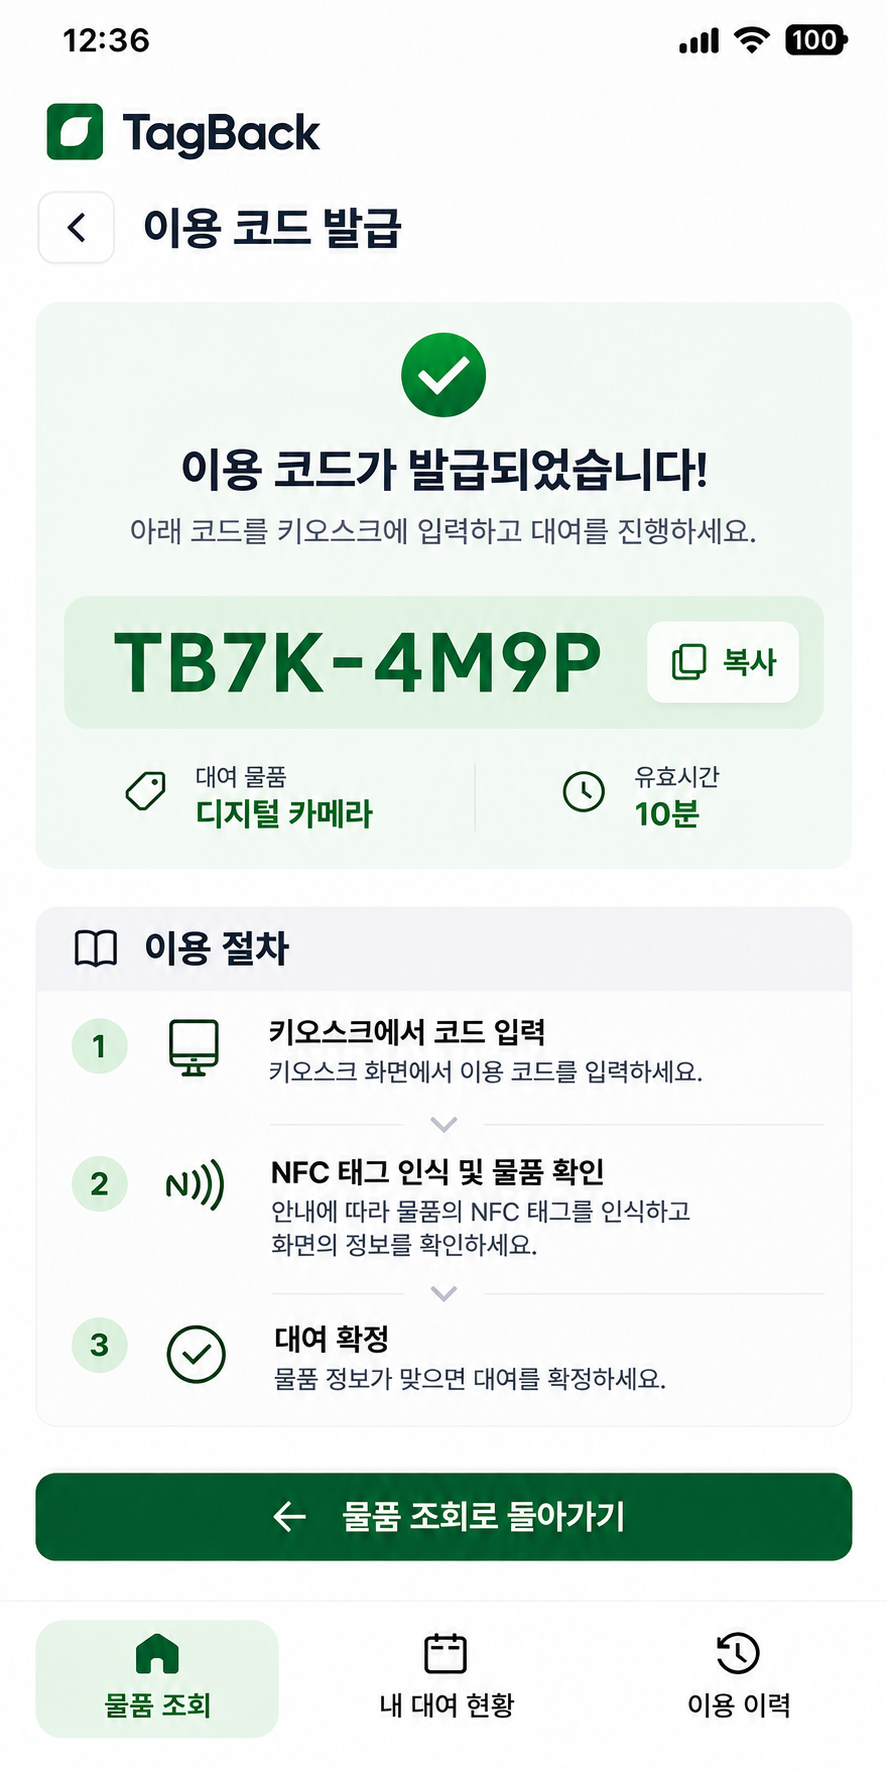 12:36
100
TagBack
이용 코드 발급
이용 코드가 발급되었습니다!
아래 코드를 키오스크에 입력하고 대여를 진행하세요.
TB7K-4M9P
복사
대여 물품
디지털 카메라
유효시간
10분
이용 절차
1
키오스크에서 코드 입력
키오스크 화면에서 이용 코드를 입력하세요.
2
N
NFC 태그 인식 및 물품 확인
안내에 따라 물품의 NFC 태그를 인식하고
화면의 정보를 확인하세요.
3
대여 확정
물품 정보가 맞으면 대여를 확정하세요.
물품 조회로 돌아가기
물품 조회
내 대여 현황
이용 이력